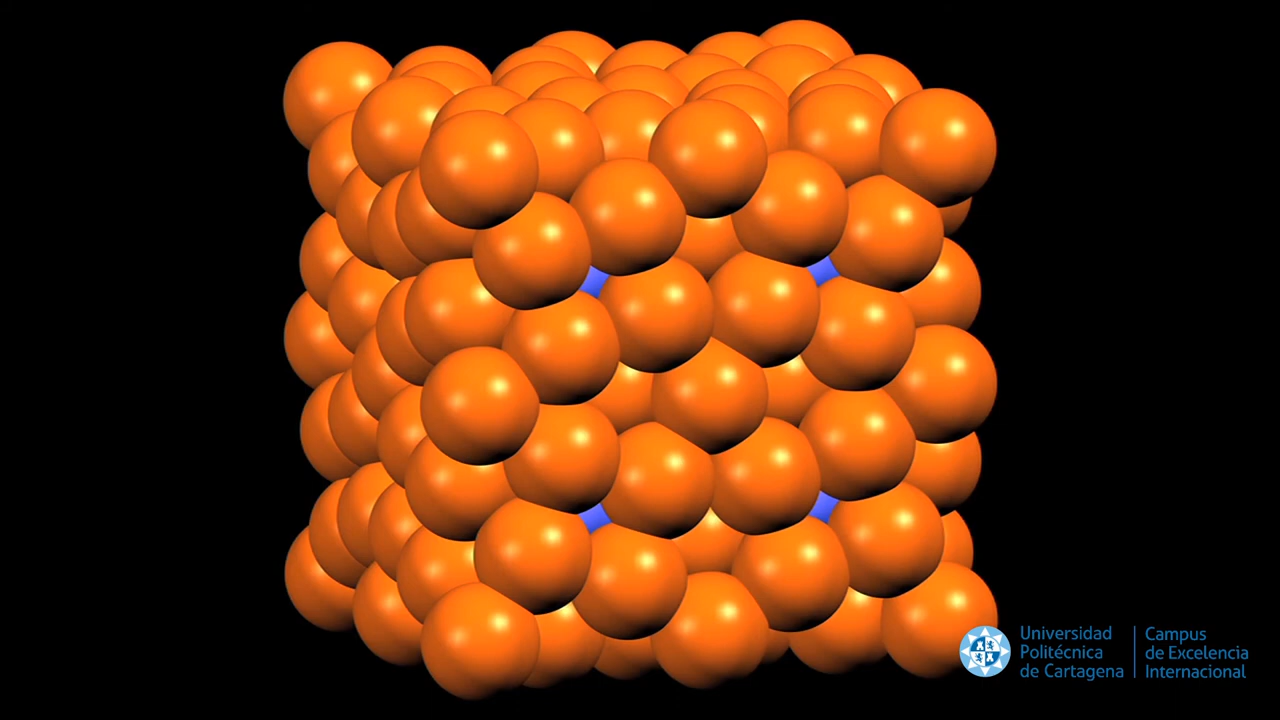 Universidad
Politécnica
de Cartagena
Campus
de Excelencia
Internacional